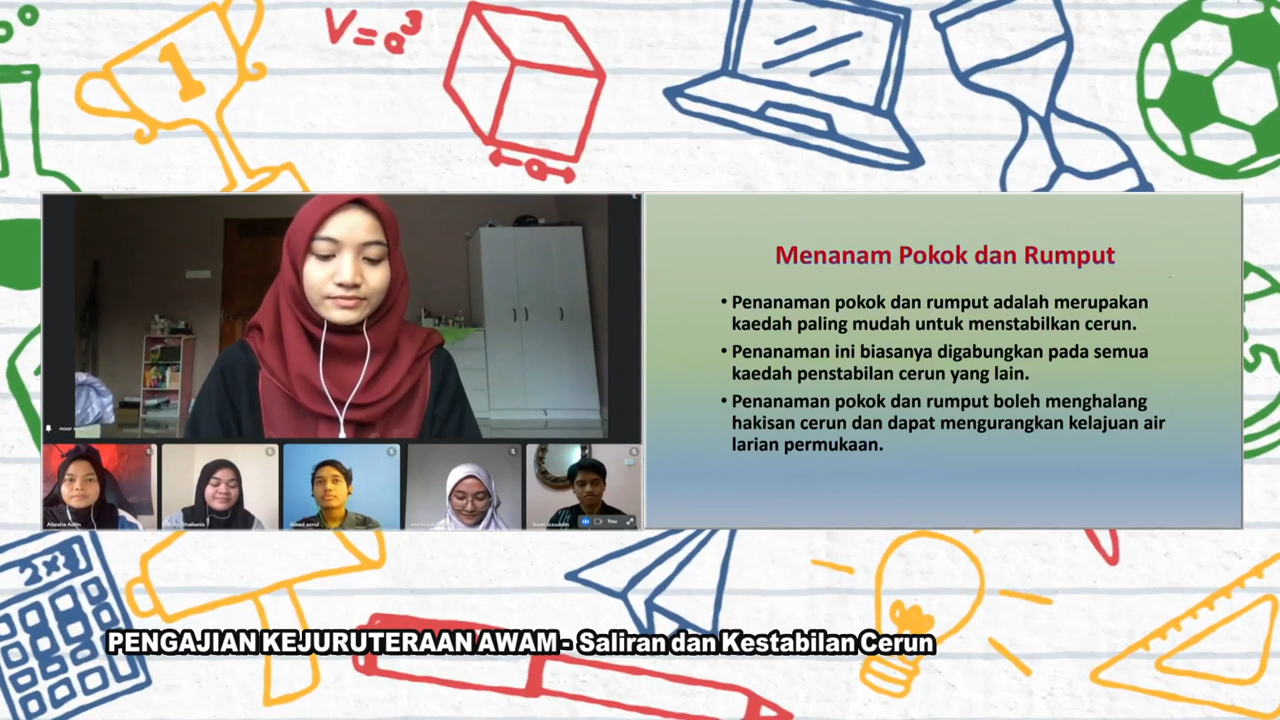 1
V=a³
a
Menanam Pokok dan Rumput
• Penanaman pokok dan rumput adalah merupakan
kaedah paling mudah untuk menstabilkan cerun.
• Penanaman ini biasanya digabungkan pada semua
kaedah penstabilan cerun yang lain.
• Penanaman pokok dan rumput boleh menghalang
hakisan cerun dan dapat mengurangkan kelajuan air
larian permukaan.
You
PENGAJIAN KEJURUTERAAN AWAM - Saliran dan Kestabilan Cerun